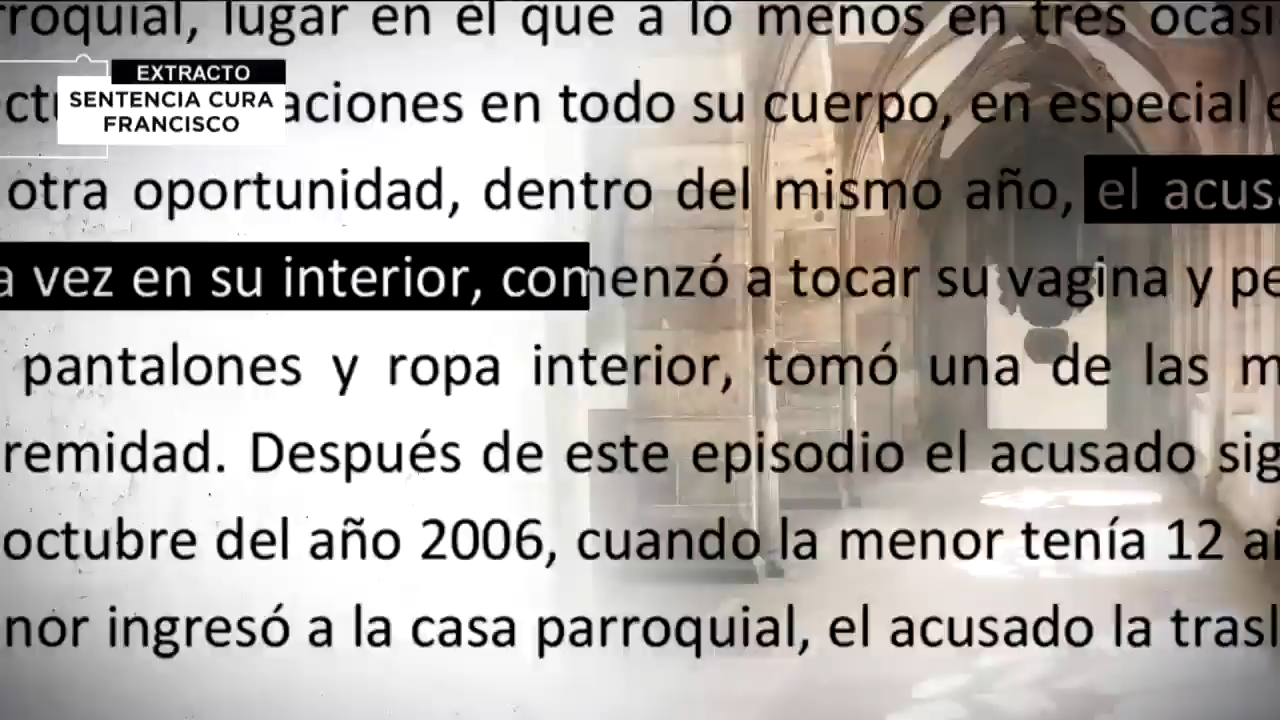 EXTRACTO
SENTENCIA CURA
FRANCISCO
rroquial, lugar en el que a lo menos en tres ocasi
aciones en todo su cuerpo, en especial e
otra oportunidad, dentro del mismo año, el acusa
a vez en su interior, comenzó a tocar su vagina y pe
pantalones y ropa interior, tomó una de las m
remidad. Después de este episodio el acusado sig
octubre del año 2006, cuando la menor tenía 12 a
nor ingresó a la casa parroquial, el acusado la trasl